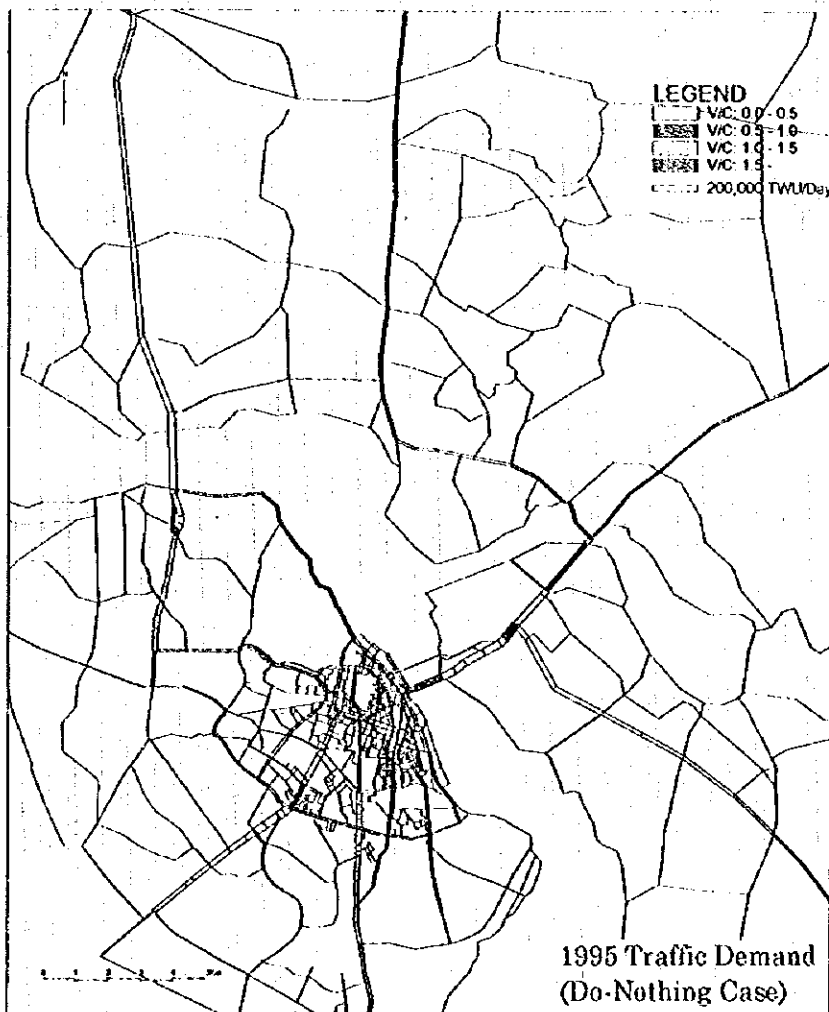 LEGEND
V/C: 0.0 - 0.5
V/C: 0.5 - 1.0
V/C: 1.0 - 1.5
V/C: 1.5 -
200,000 TWU/Day
1995 Traffic Demand
(Do-Nothing Case)